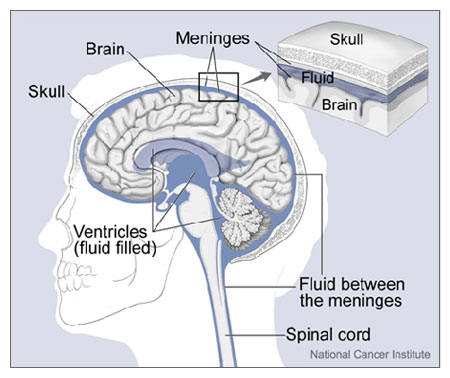 Meninges
Brain
Skull
Skull
Fluid
Brain
Ventricles
(fluid filled)
Fluid between
the meninges
Spinal cord
National Cancer Institute